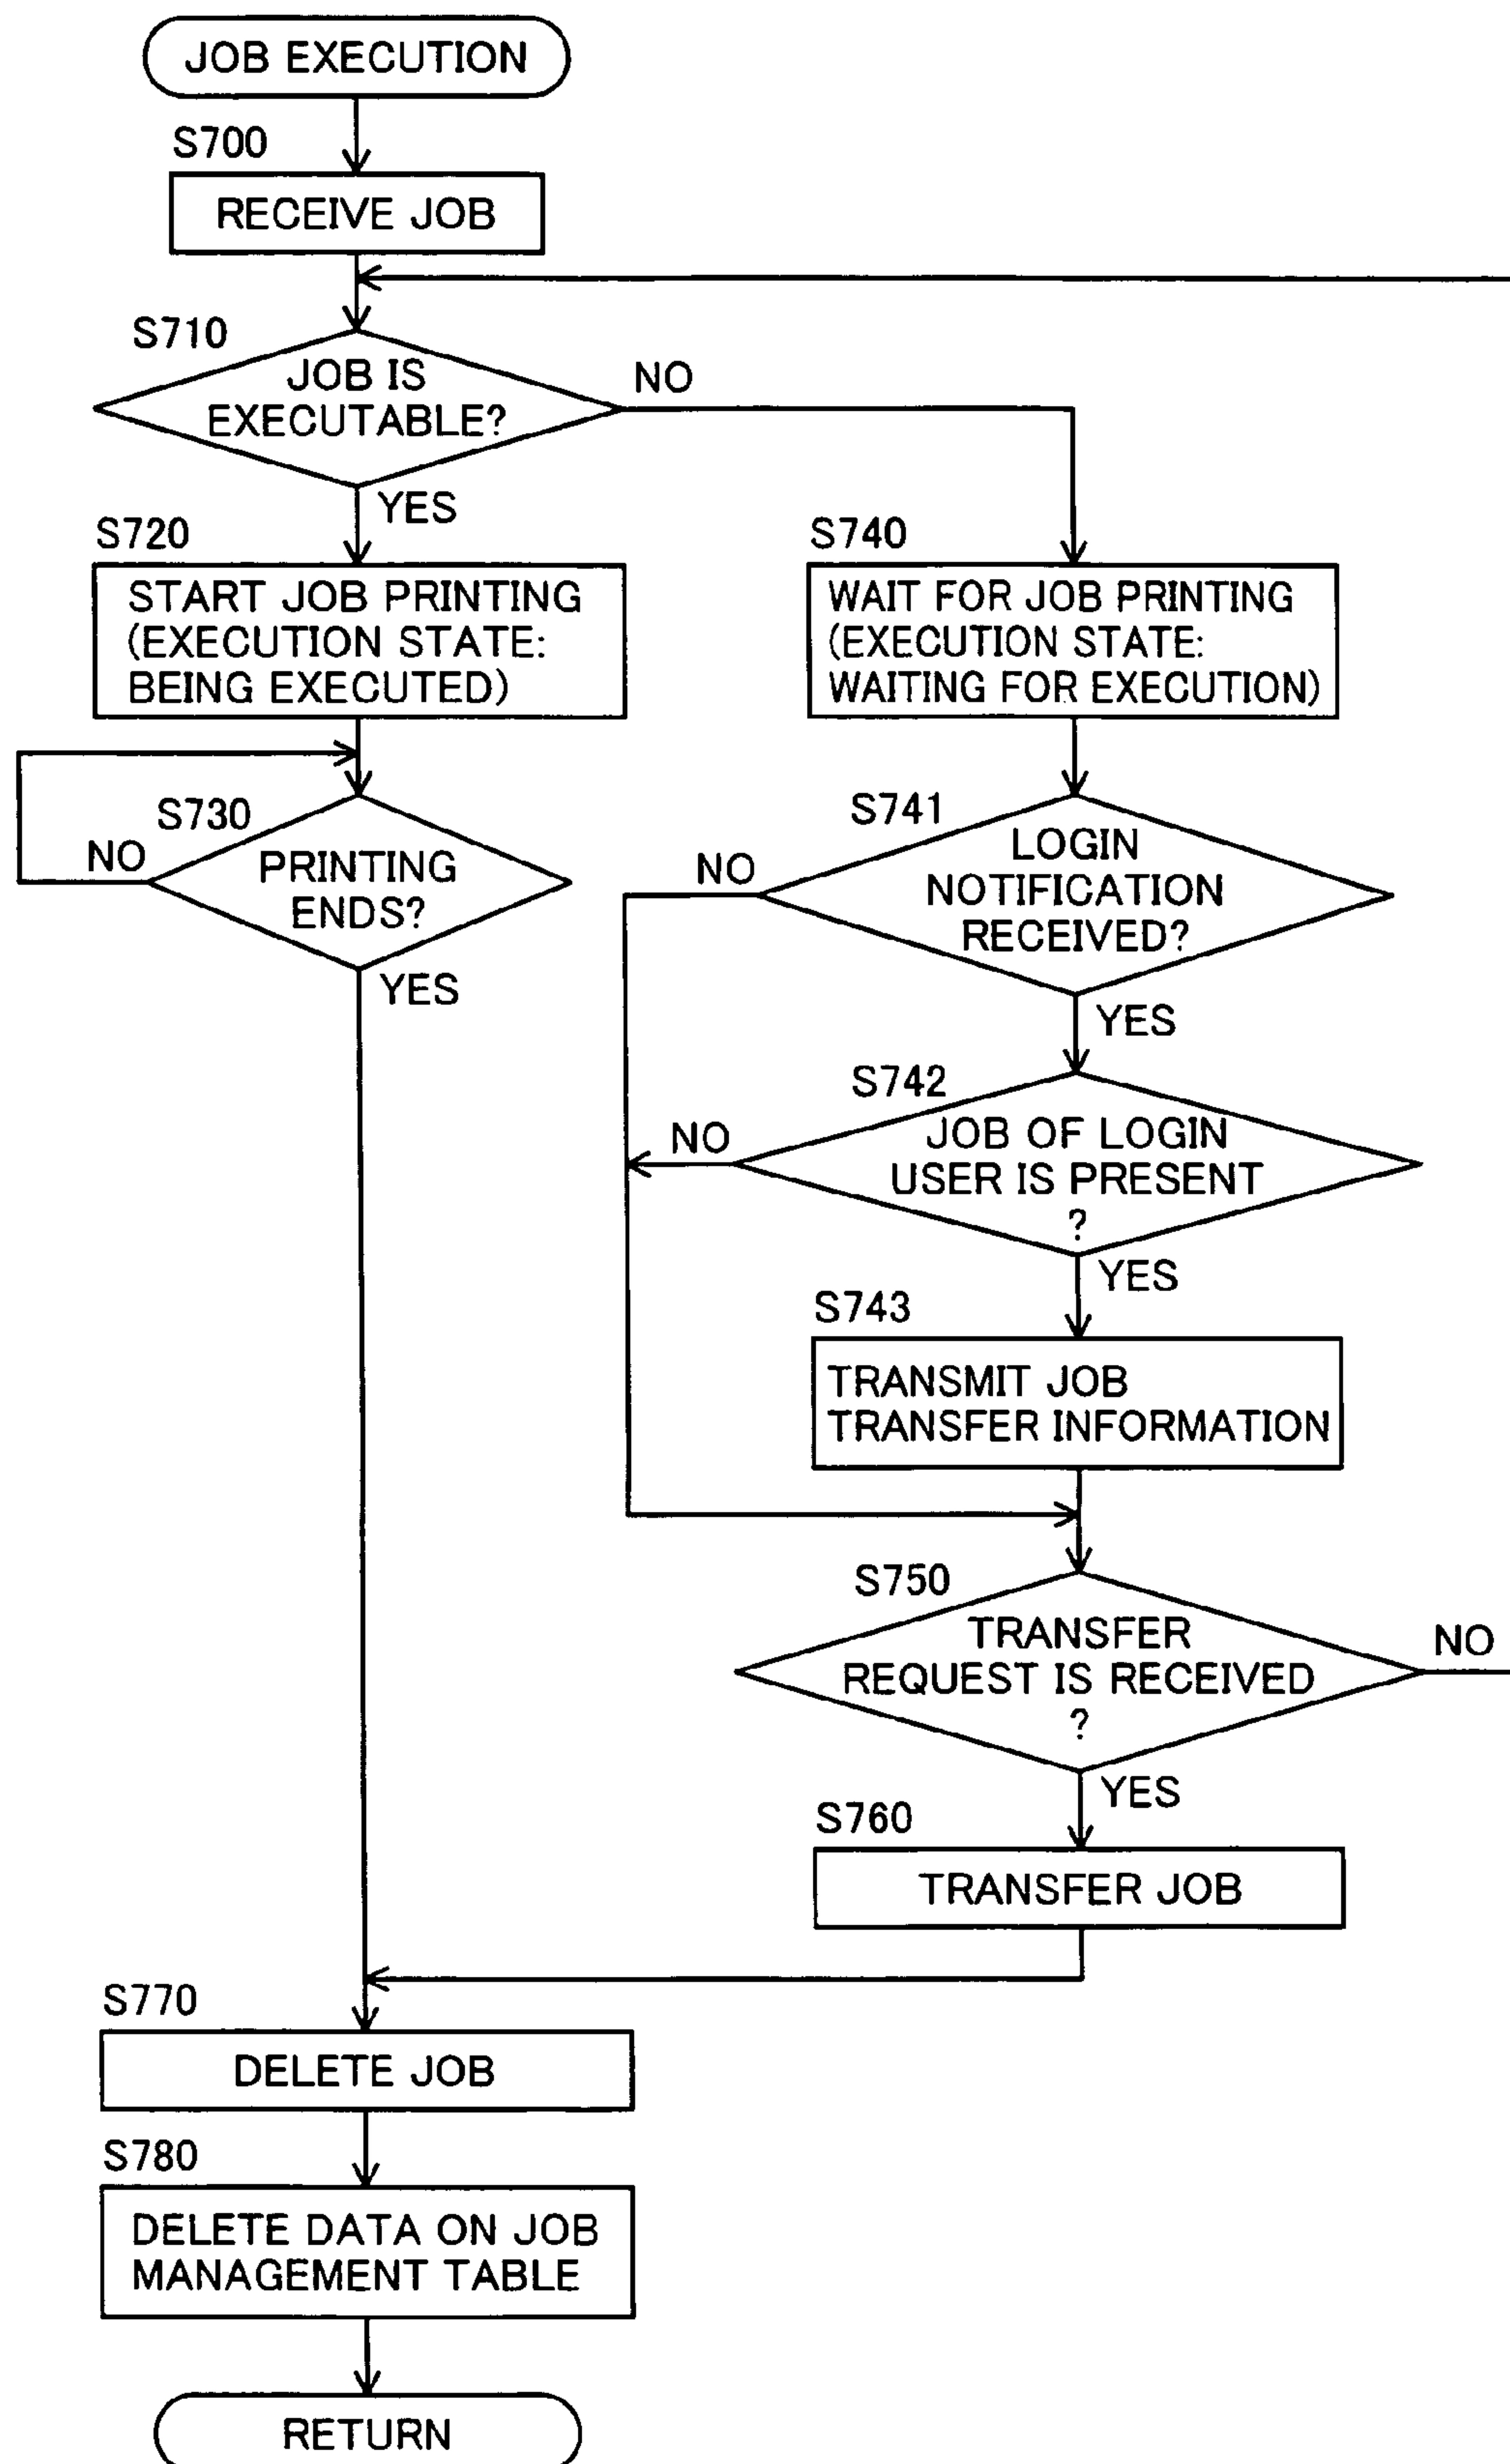 JOB EXECUTION
S700
RECEIVE JOB
S710
JOB IS
EXECUTABLE?
NO
YES
S720
START JOB PRINTING
(EXECUTION STATE:
BEING EXECUTED)
S730
NO
PRINTING
ENDS?
YES
S740
WAIT FOR JOB PRINTING
(EXECUTION STATE:
WAITING FOR EXECUTION)
S741
NO
LOGIN
NOTIFICATION
RECEIVED?
YES
S742
NO
JOB OF LOGIN
USER IS PRESENT
?
YES
S743
TRANSMIT JOB
TRANSFER INFORMATION
S750
TRANSFER
REQUEST IS RECEIVED
?
NO
YES
S760
TRANSFER JOB
S770
DELETE JOB
S780
DELETE DATA ON JOB
MANAGEMENT TABLE
RETURN